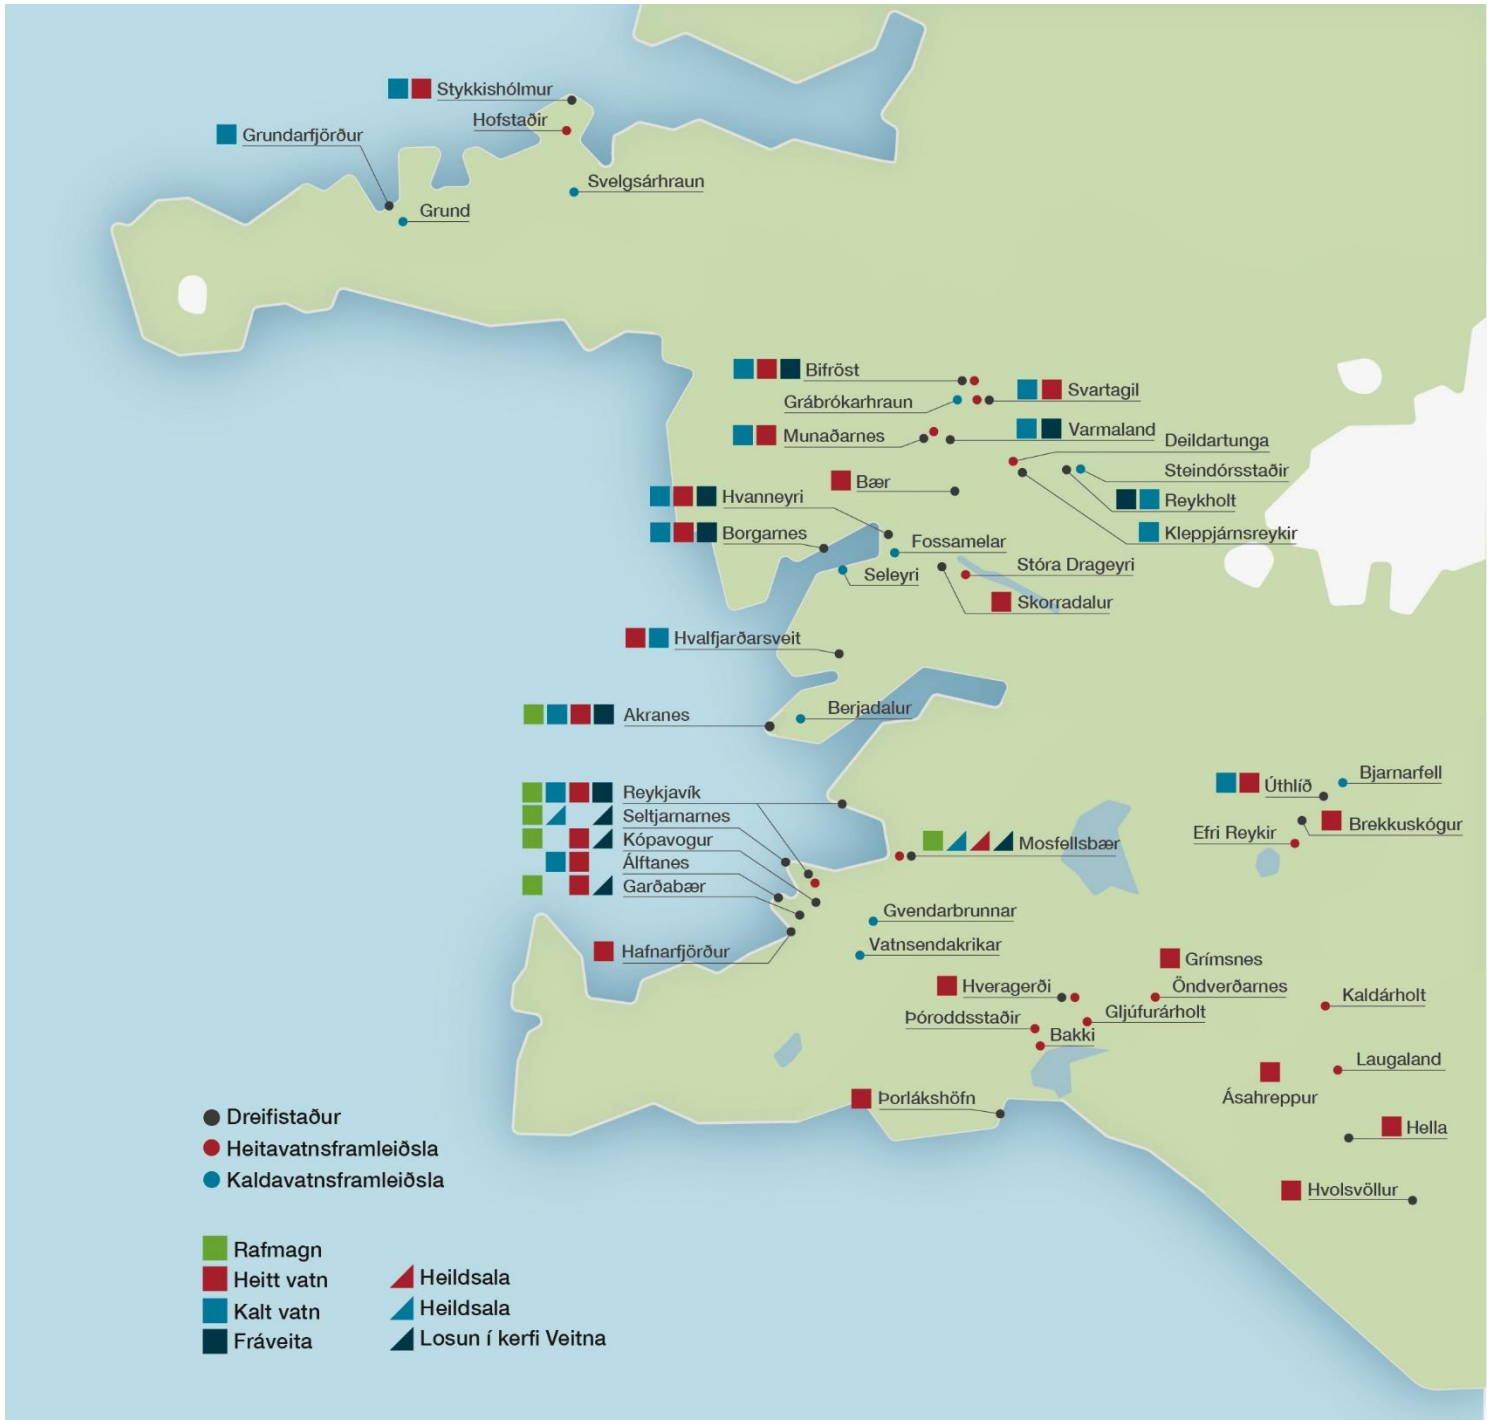 Stykkishólmur
Hofstaðir
Grundarfjörður
Svelgsárhraun
Grund
Bifröst
Svartagil
Grábrókarhraun
Munaðarnes
Varmaland
Deildartunga
Steindórsstaðir
Bær
Hvanneyri
Reykholt
Borgarnes
Kleppjárnsreykir
Fossamelar
Seleyri
Stóra Drageyri
Skorradalur
Hvalfjarðarsveit
Akranes
Berjadalur
Reykjavík
Seltjarnarnes
Kópavogur
Álftanes
Garðabær
Mosfellsbær
Úthlíð
Bjarnarfell
Efri Reykir
Brekkuskógur
Gvendarbrunnar
Vatnsendakrikar
Hafnarfjörður
Grímsnes
Hveragerði
Öndverðarnes
Kaldárholt
Þóroddsstaðir
Gljúfurárholt
Bakki
Laugaland
Ásahreppur
Þorlákshöfn
Hella
Hvolsvöllur
Dreifistaður
Heitavatnsframleiðsla
Kaldavatnsframleiðsla
Rafmagn
Heitt vatn
Kalt vatn
Fráveita
Heildsala
Heildsala
Losun í kerfi Veitna